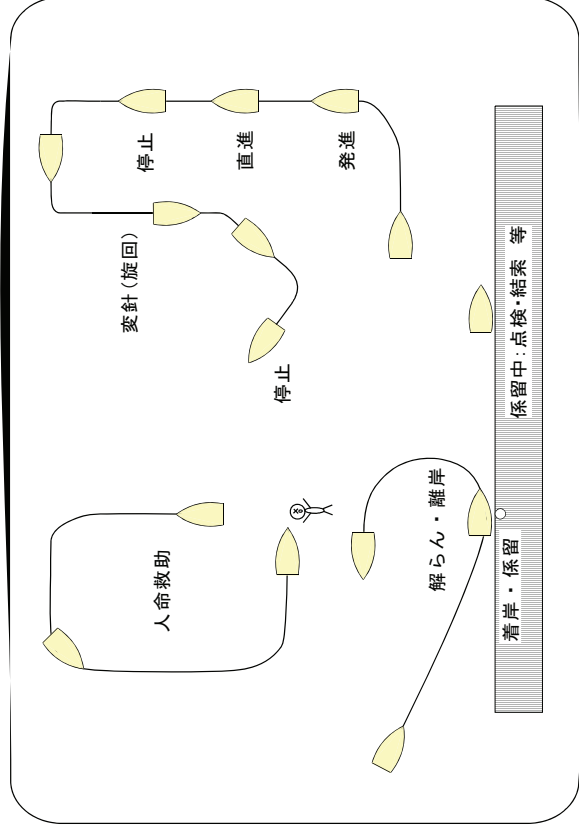 停止
直進
発進
変針（旋回）
停止
人命救助
解らん・離岸
係留中：点検・結索　等
着岸・係留